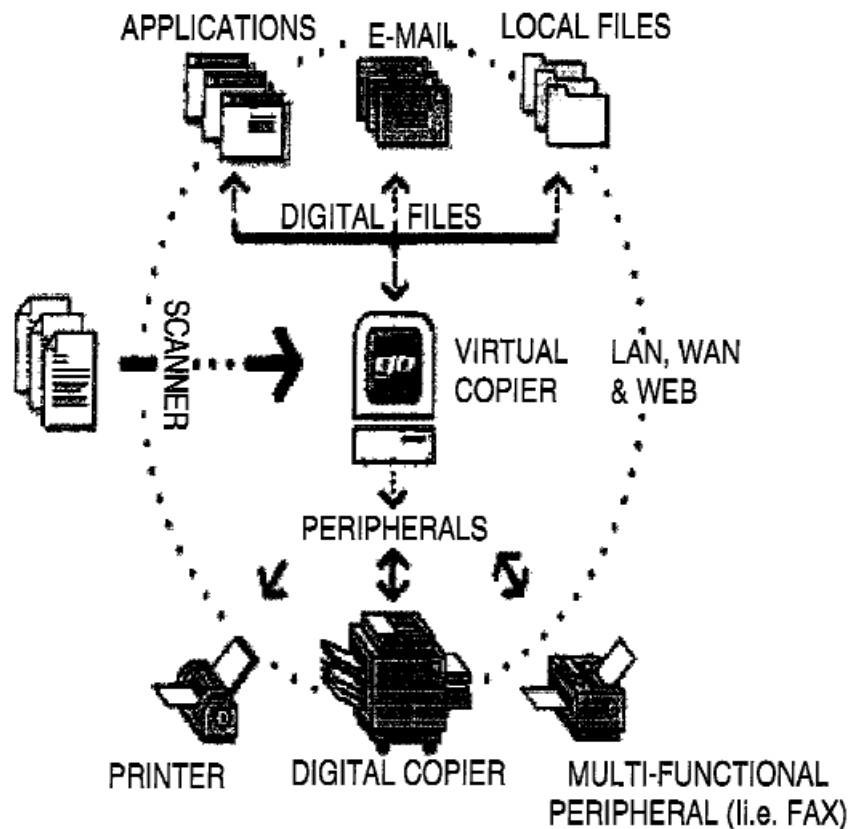 APPLICATIONS
E-MAIL
LOCAL FILES
DIGITAL FILES
SCANNER
go
VIRTUAL
COPIER
LAN, WAN
& WEB
PERIPHERALS
PRINTER
DIGITAL COPIER
MULTI-FUNCTIONAL
PERIPHERAL (Ii.e. FAX)